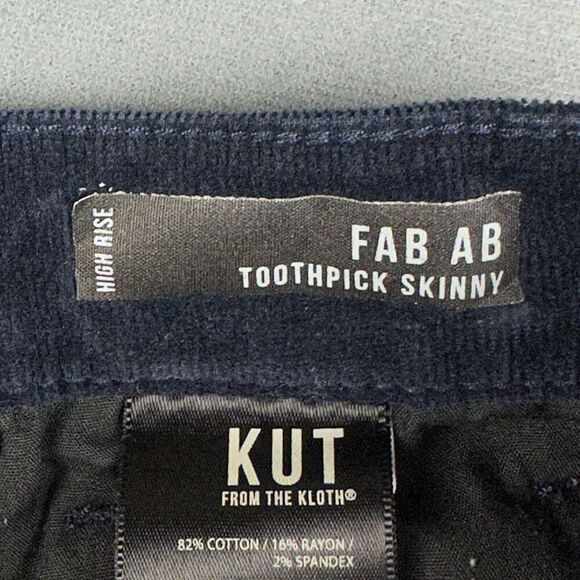 HIGH RISE
FAB AB
TOOTHPICK SKINNY
KUT
FROM THE KLOTH®
82% COTTON / 16% RAYON /
2% SPANDEX